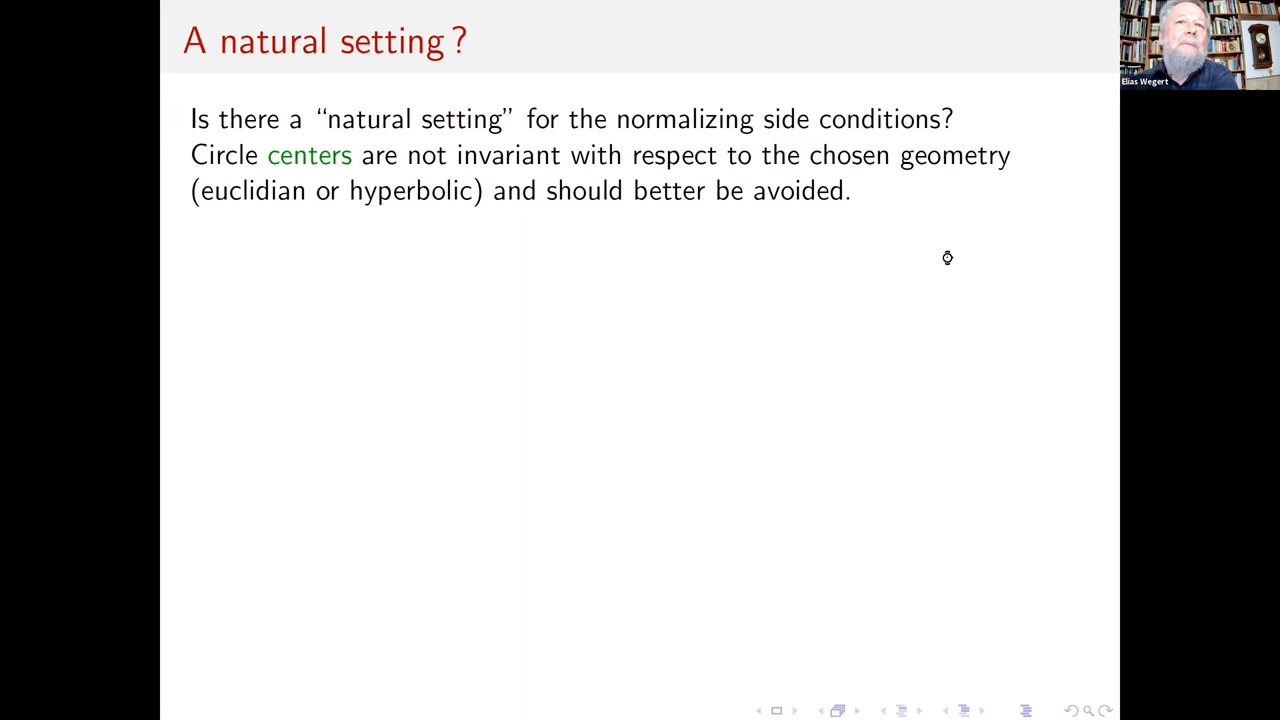 A natural setting?
Is there a “natural setting” for the normalizing side conditions?
Circle centers are not invariant with respect to the chosen geometry
(euclidian or hyperbolic) and should better be avoided.
Elias Wegert